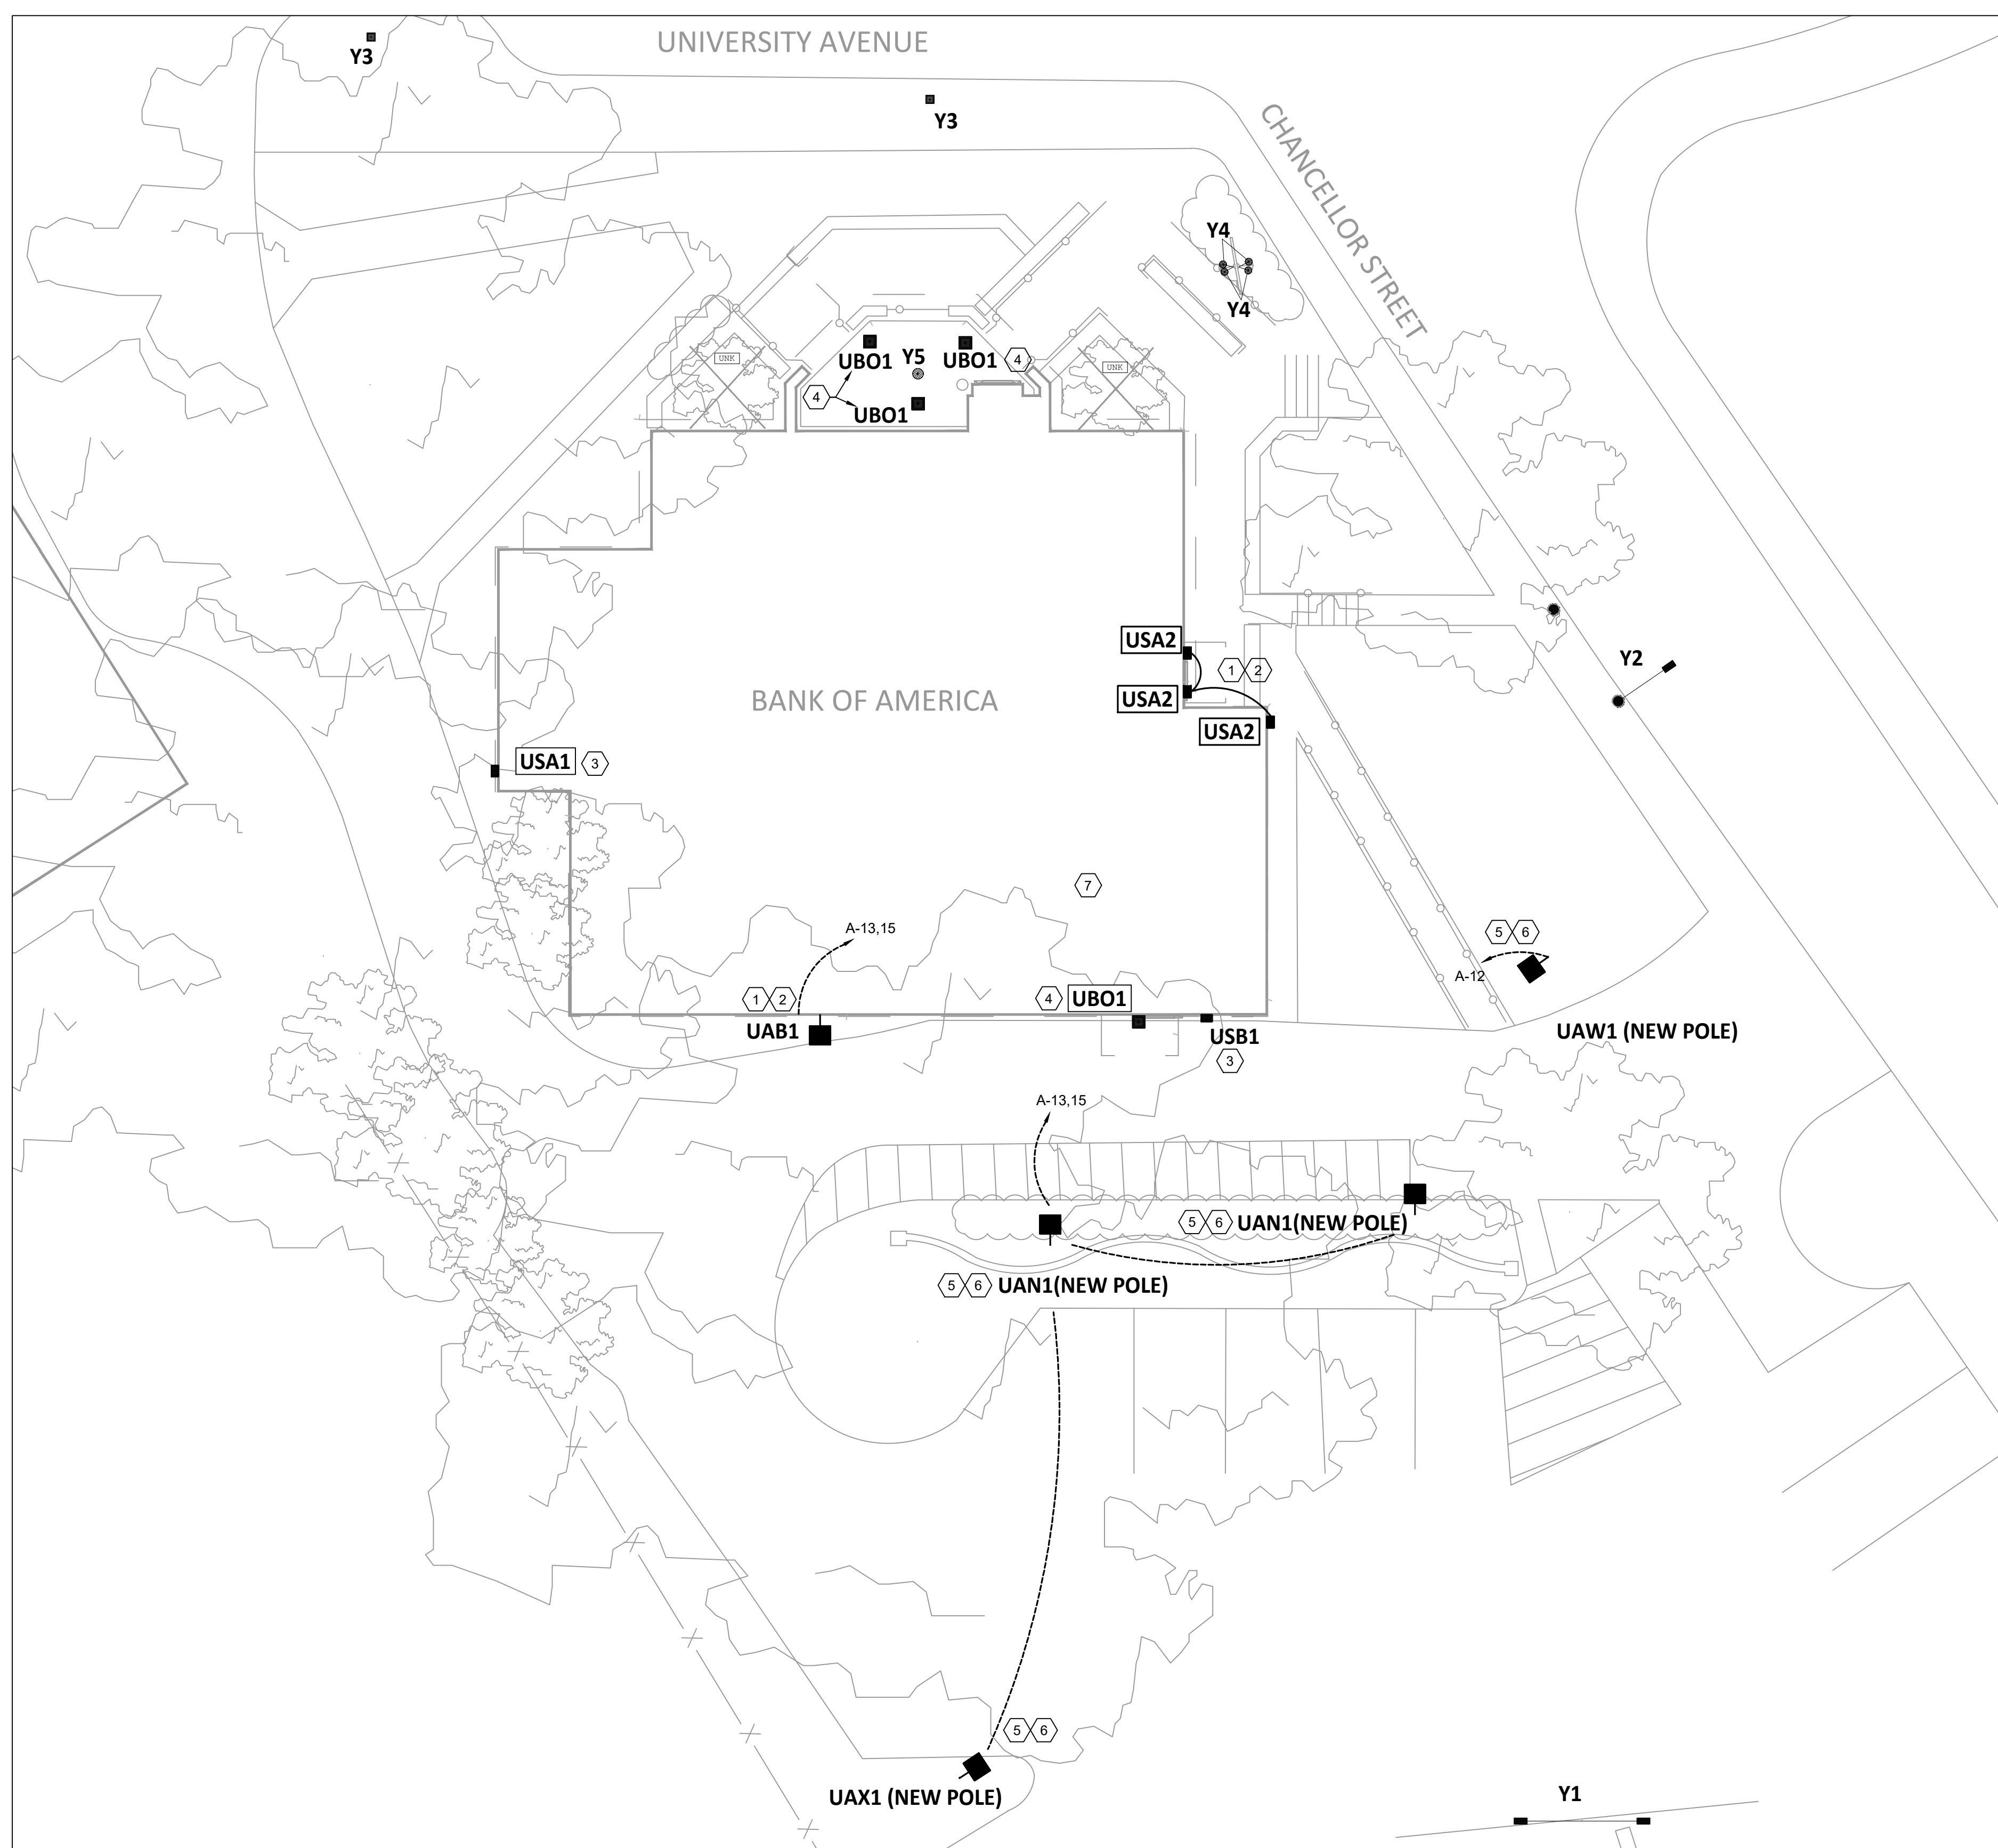 UNIVERSITY AVENUE
Y3
Y3
CHANCELLOR STREET
Y4
Y4
UBO1
Y5
UBO1
4
UNK
UNK
4
UBO1
USA2
1 2
Y2
USA2
USA2
BANK OF AMERICA
USA1
3
7
A-13,15
5 6
A-12
1 2
4
UBO1
UAB1
USB1
UAW1 (NEW POLE)
3
A-13,15
5 6 UAN1(NEW POLE)
5 6 UAN1(NEW POLE)
5 6
UAX1 (NEW POLE)
Y1